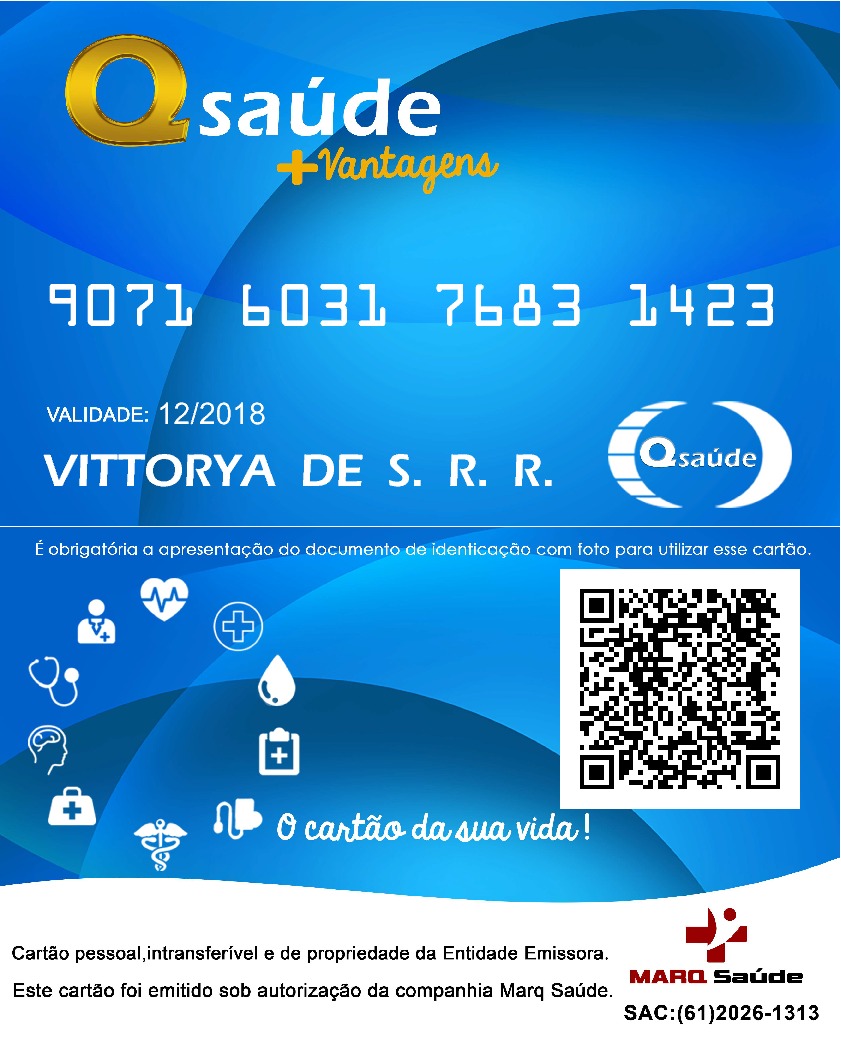 Qsaúde
+Vantagens
9071 6031 7683 1423
VALIDADE: 12/2018
VITTORYA DE S. R. R.
Qsaúde
É obrigatória a apresentação do documento de identicação com foto para utilizar esse cartão.
O cartão da sua vida!
Cartão pessoal,intransferível e de propriedade da Entidade Emissora.
MARQ Saúde
Este cartão foi emitido sob autorização da companhia Marq Saúde.
SAC:(61)2026-1313